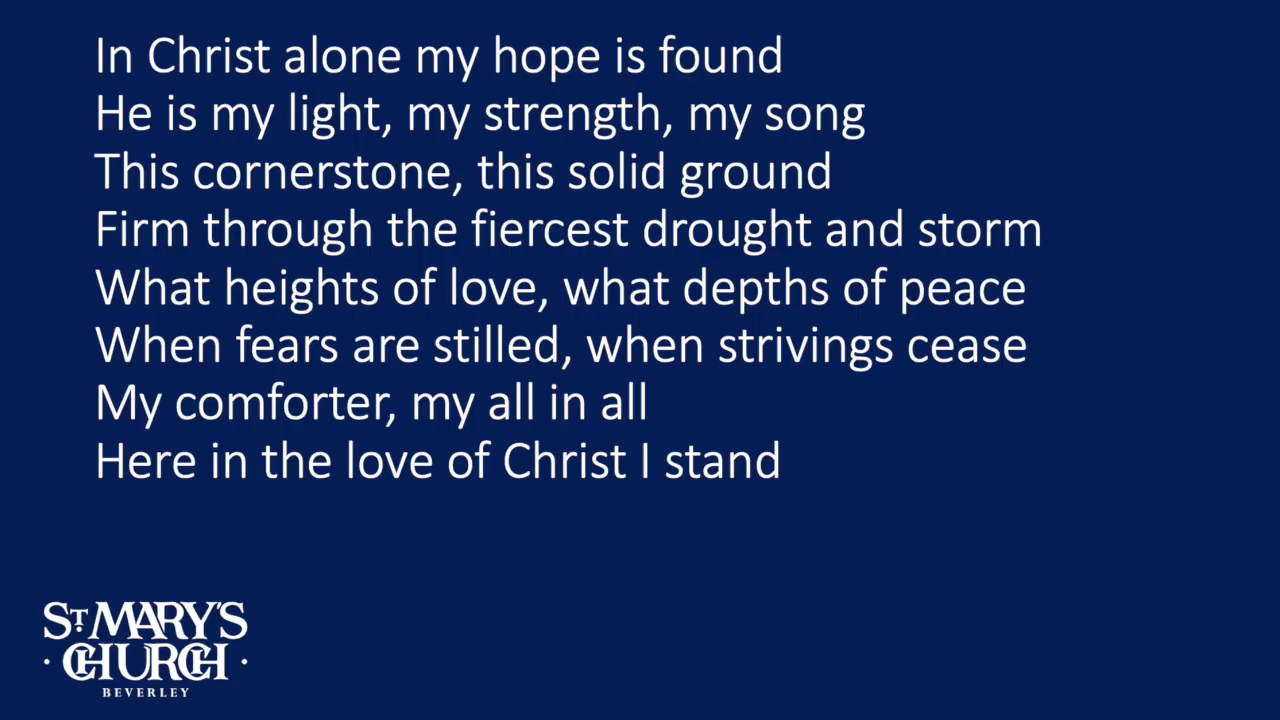 In Christ alone my hope is found
He is my light, my strength, my song
This cornerstone, this solid ground
Firm through the fiercest drought and storm
What heights of love, what depths of peace
When fears are stilled, when strivings cease
My comforter, my all in all
Here in the love of Christ I stand
ST MARY'S
· CHURCH ·
BEVERLEY